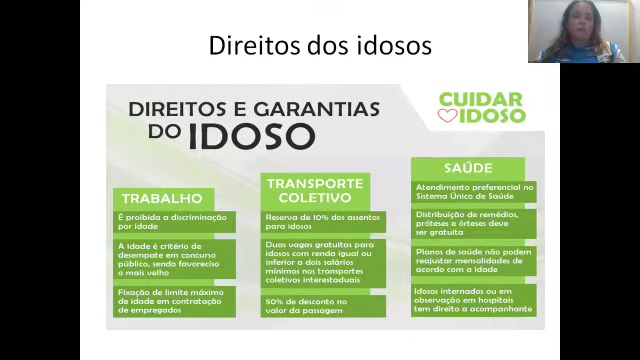 Direitos dos idosos
DIREITOS E GARANTIAS
DO IDOSO
CUIDAR
IDOSO
TRABALHO
É proibida a discriminação
por idade
A idade é critério de
desempate em concurso
público, sendo favoreciso
o mais velho
Fixação de limite máximo
de idade em contratação
de empregados
TRANSPORTE
COLETIVO
Reserva de 10% dos assentos
para idosos
Duas vagas gratuitas para
idosos com renda igual ou
inferior a dois salários
mínimos nos transportes
coletivos interestaduais
50% de desconto no
valor da passagem
SAÚDE
Atendimento preferencial no
Sistema Único de Saúde
Distribuição de remédios,
próteses e órteses deve
ser gratuita
Planos de saúde não podem
reajustar mensalidades de
acordo com a idade
Idosos internados ou em
observação em hospitais
tem direito a acompanhante